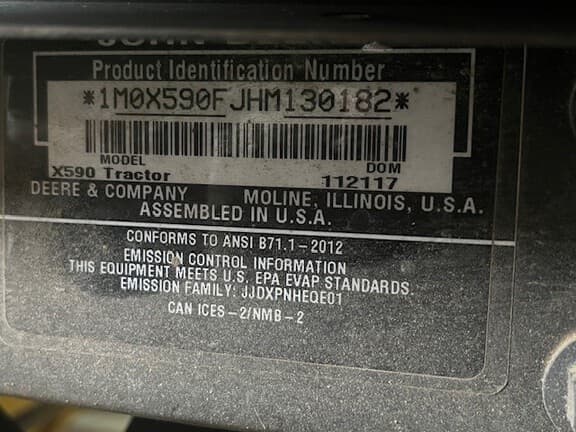 Product Identification Number
*1M0X590FJHM130182*
MODEL DOM
X590 Tractor 112117
DEERE & COMPANY MOLINE, ILLINOIS, U.S.A.
ASSEMBLED IN U.S.A.
CONFORMS TO ANSI B71.1-2012
EMISSION CONTROL INFORMATION
THIS EQUIPMENT MEETS U.S. EPA EVAP STANDARDS.
EMISSION FAMILY: JJDXPNHEQE01
CAN ICES-2/NMB-2